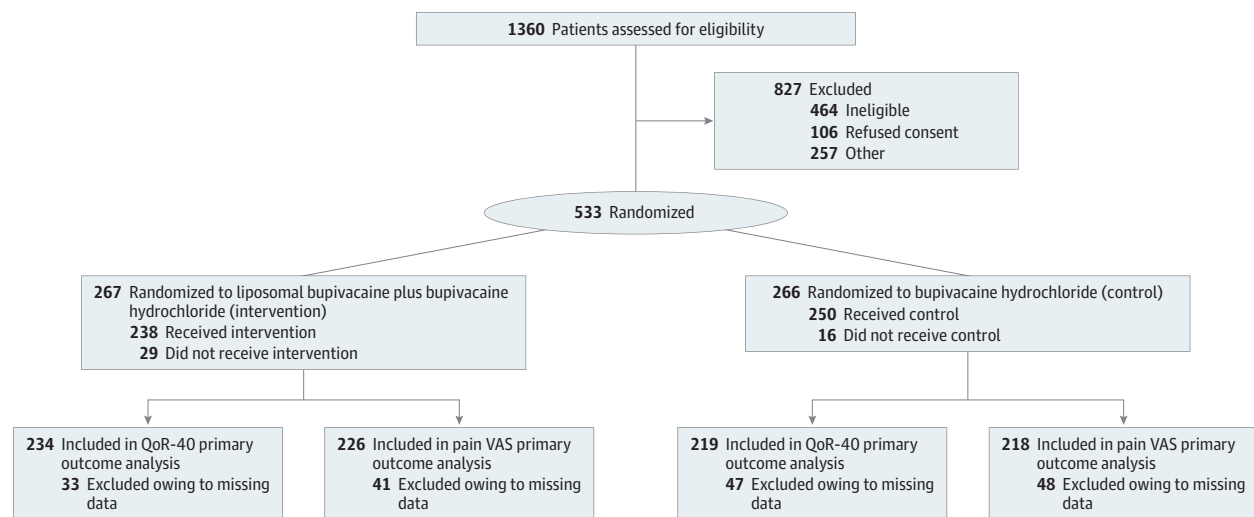 1360 Patients assessed for eligibility
827 Excluded
464 Ineligible
106 Refused consent
257 Other
533 Randomized
267 Randomized to liposomal bupivacaine plus bupivacaine
hydrochloride (intervention)
238 Received intervention
29 Did not receive intervention
266 Randomized to bupivacaine hydrochloride (control)
250 Received control
16 Did not receive control
234 Included in QoR-40 primary
outcome analysis
33 Excluded owing to missing
data
226 Included in pain VAS primary
outcome analysis
41 Excluded owing to missing
data
219 Included in QoR-40 primary
outcome analysis
47 Excluded owing to missing
data
218 Included in pain VAS primary
outcome analysis
48 Excluded owing to missing
data